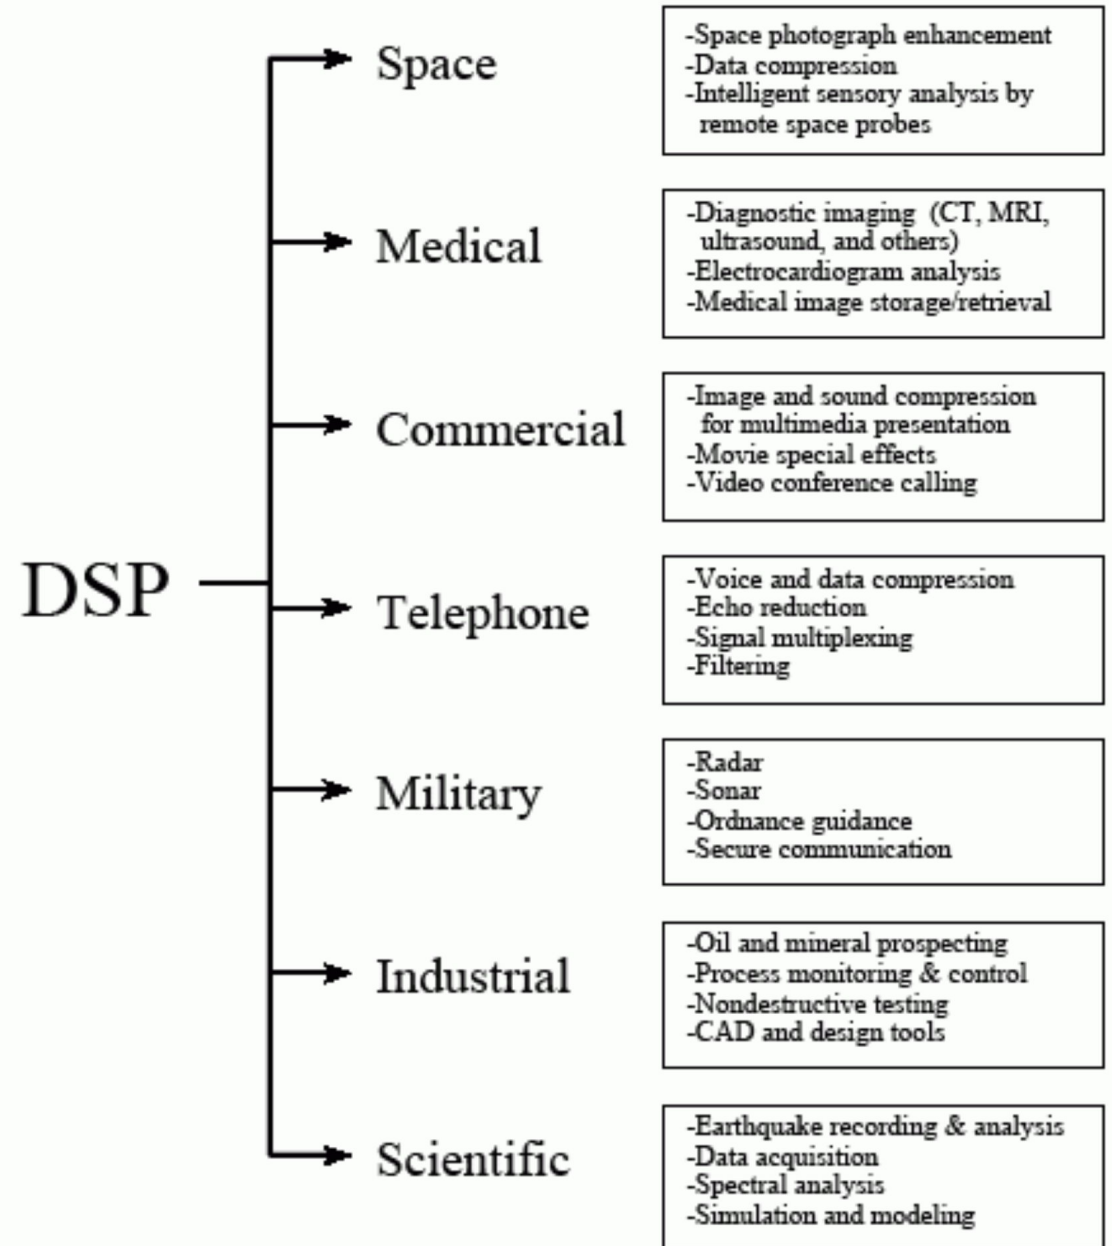 Space
-Space photograph enhancement
-Data compression
-Intelligent sensory analysis by
remote space probes
Medical
-Diagnostic imaging (CT, MRI,
ultrasound, and others)
-Electrocardiogram analysis
-Medical image storage/retrieval
Commercial
-Image and sound compression
for multimedia presentation
-Movie special effects
-Video conference calling
DSP
Telephone
-Voice and data compression
-Echo reduction
-Signal multiplexing
-Filtering
Military
-Radar
-Sonar
-Ordnance guidance
-Secure communication
Industrial
-Oil and mineral prospecting
-Process monitoring & control
-Nondestructive testing
-CAD and design tools
Scientific
-Earthquake recording & analysis
-Data acquisition
-Spectral analysis
-Simulation and modeling